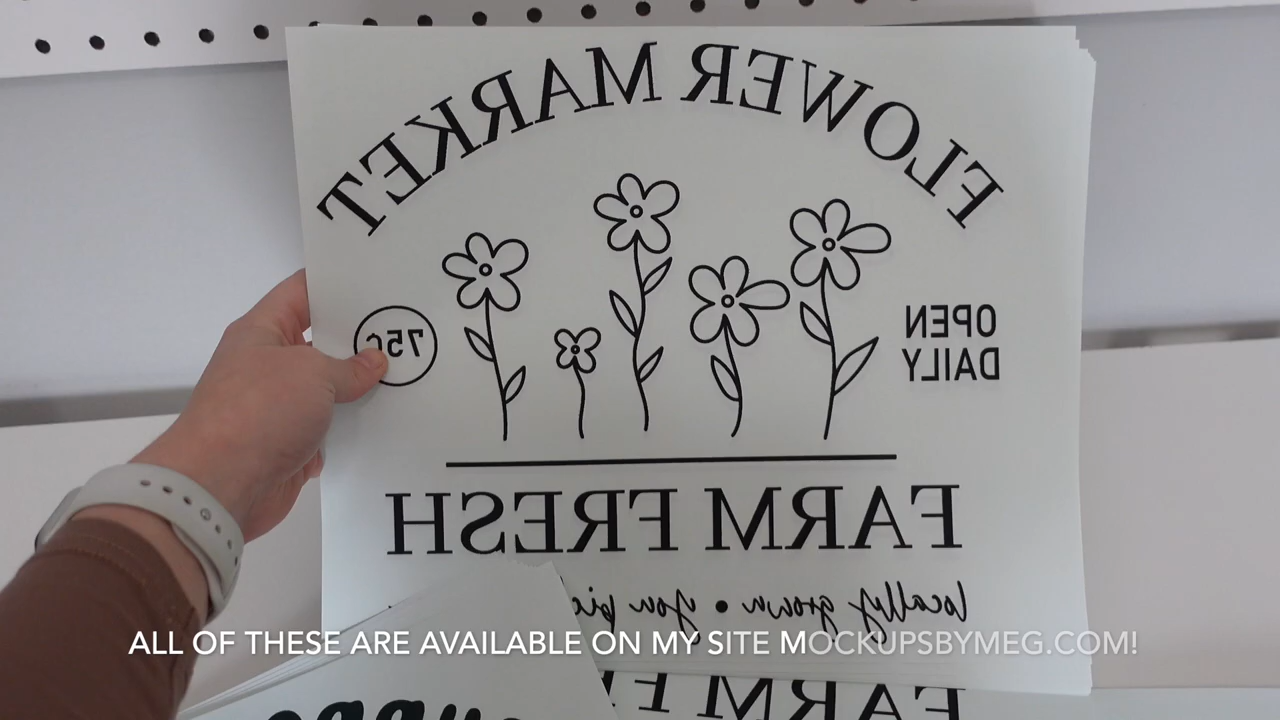 FLOWER MARKET
OPEN
DAILY
75¢
FARM FRESH
locally grown • you
ALL OF THESE ARE AVAILABLE ON MY SITE MOCKUPSBYMEG.COM!
FARM